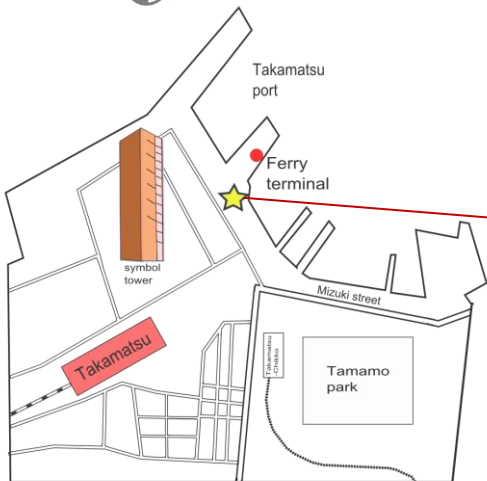 Takamatsu
port
Ferry
terminal
symbol
tower
Mizuki street
Takamatsu
Takamatsu
-Chikko
Tamamo
park